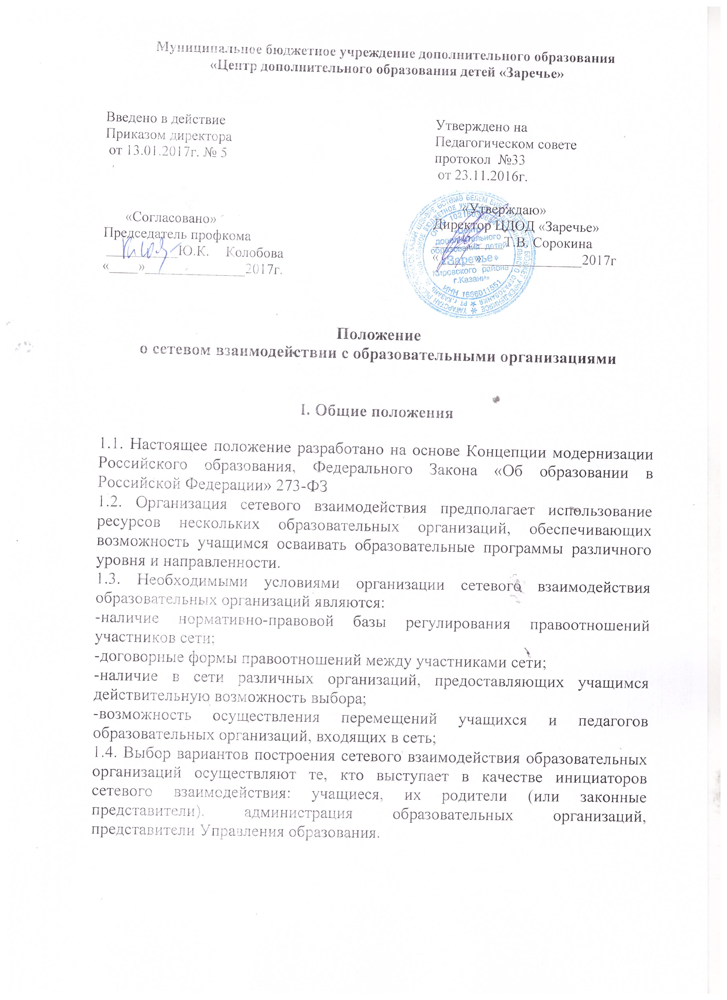 Муниципальное бюджетное учреждение дополнительного образования
«Центр дополнительного образования детей «Заречье»
Введено в действие
Приказом директора
от 13.01.2017г. № 5
Утверждено на
Педагогическом совете
протокол №33
от 23.11.2016г.
«Согласовано»
Председатель профкома
__________Ю.К. Колобова
«____»______________2017г.
«Утверждаю»
Директор ЦДОД «Заречье»
__________Т.В. Сорокина
«_____»______________2017г
«Центр
дополнительного
образования детей
«Заречье»
Кировского района
г.Казани»
ИНН 1656011551
Положение
о сетевом взаимодействии с образовательными организациями
I. Общие положения
1.1. Настоящее положение разработано на основе Концепции модернизации
Российского образования, Федерального Закона «Об образовании в
Российской Федерации» 273-ФЗ
1.2. Организация сетевого взаимодействия предполагает использование
ресурсов нескольких образовательных организаций, обеспечивающих
возможность учащимся осваивать образовательные программы различного
уровня и направленности.
1.3. Необходимыми условиями организации сетевого взаимодействия
образовательных организаций являются:
-наличие нормативно-правовой базы регулирования правоотношений
участников сети;
-договорные формы правоотношений между участниками сети;
-наличие в сети различных организаций, предоставляющих учащимся
действительную возможность выбора;
-возможность осуществления перемещений учащихся и педагогов
образовательных организаций, входящих в сеть;
1.4. Выбор вариантов построения сетевого взаимодействия образовательных
организаций осуществляют те, кто выступает в качестве инициаторов
сетевого взаимодействия: учащиеся, их родители (или законные
представители). администрация образовательных организаций,
представители Управления образования.